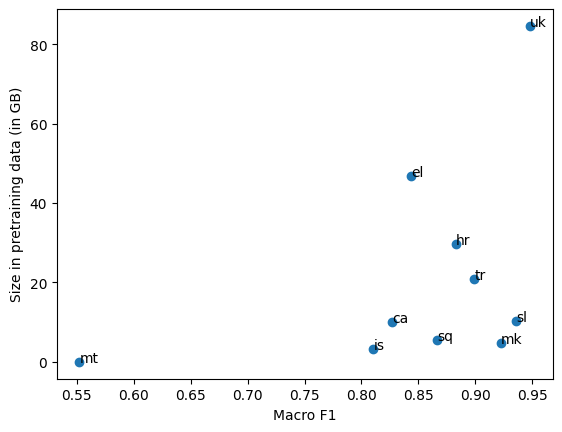 uk
80
60
el
40
hr
tr
20
ca
sl
sq
mk
is
mt
0
0.55 0.60 0.65 0.70 0.75 0.80 0.85 0.90 0.95
Macro F1
Size in pretraining data (in GB)